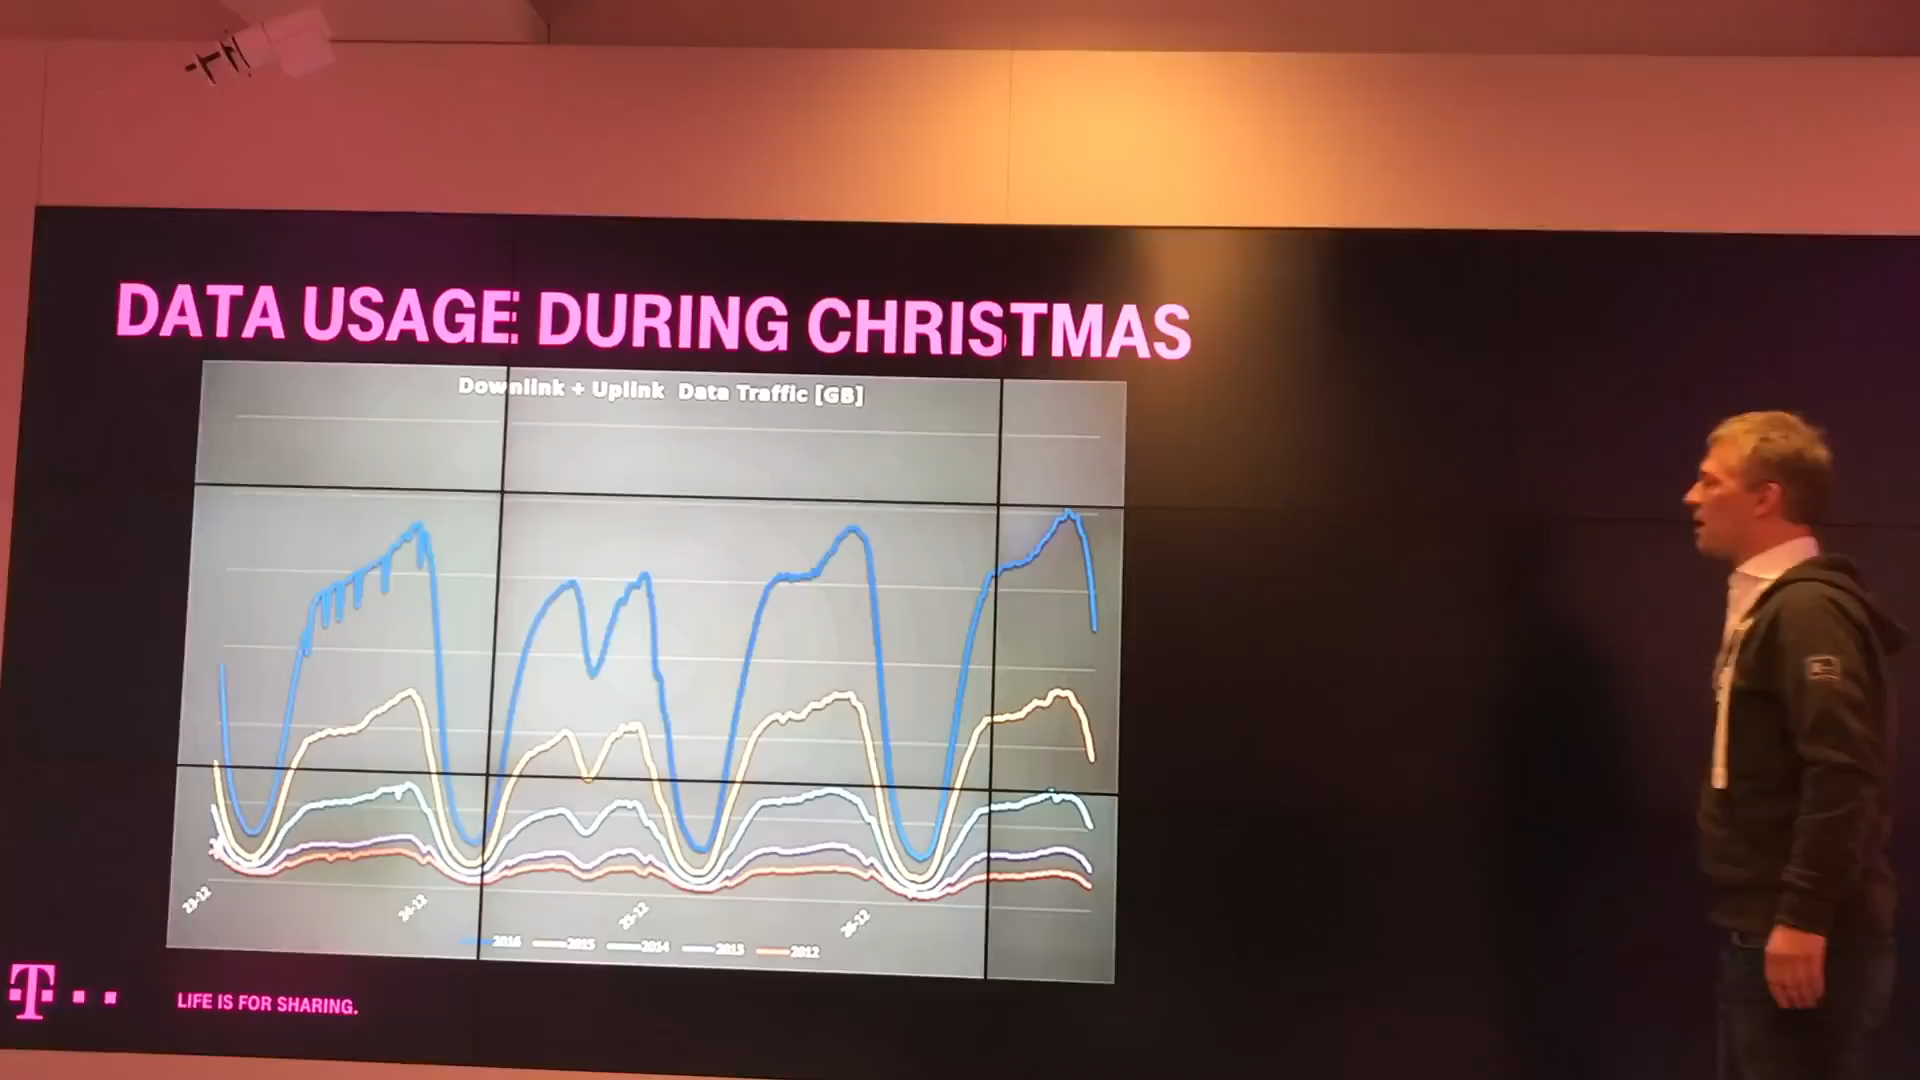 DATA USAGE DURING CHRISTMAS
Downlink + Uplink Data Traffic [GB]
23-12
24-12
25-12
26-12
2016 2015 2014 2013 2012
T
LIFE IS FOR SHARING.